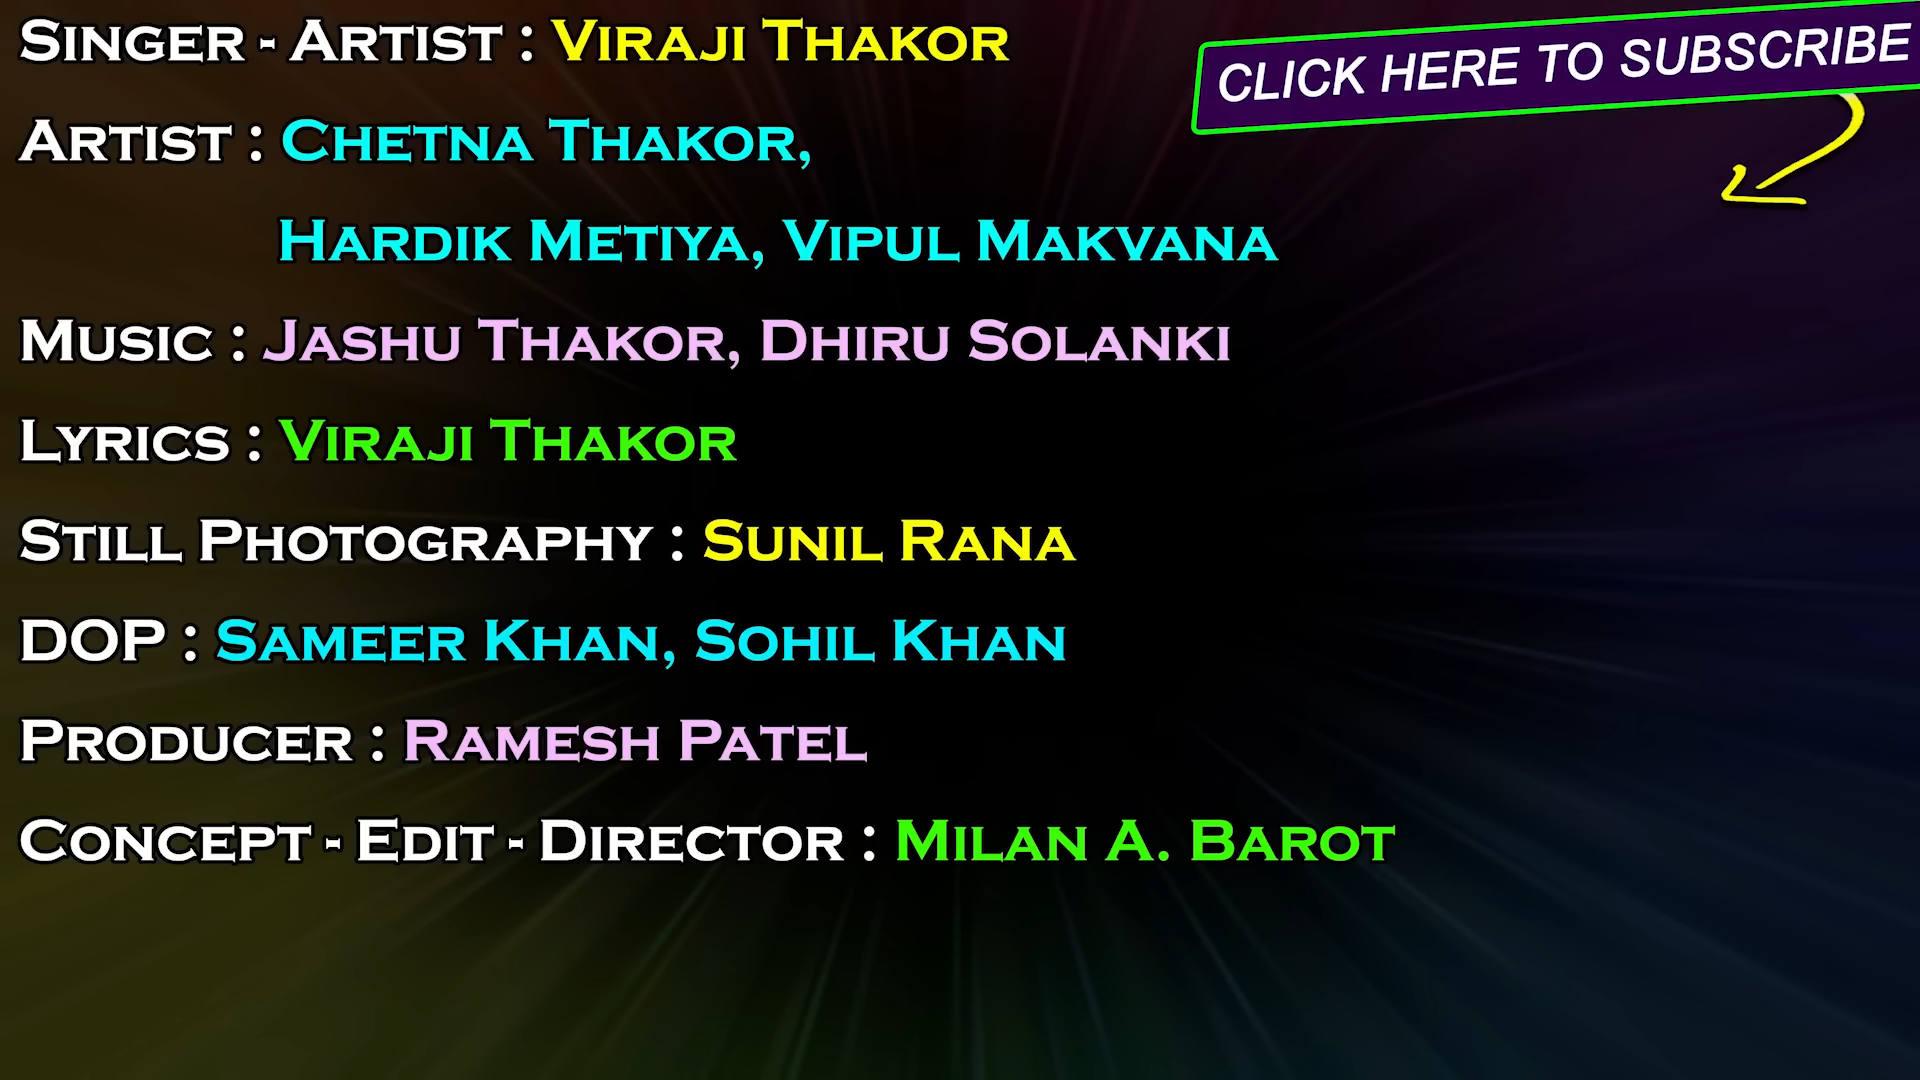 Singer - Artist : Viraji Thakor
CLICK HERE TO SUBSCRIBE
Artist : Chetna Thakor,
Hardik Metiya, Vipul Makvana
Music : Jashu Thakor, Dhiru Solanki
Lyrics : Viraji Thakor
Still Photography : Sunil Rana
DOP : Sameer Khan, Sohil Khan
Producer : Ramesh Patel
Concept - Edit - Director : Milan A. Barot